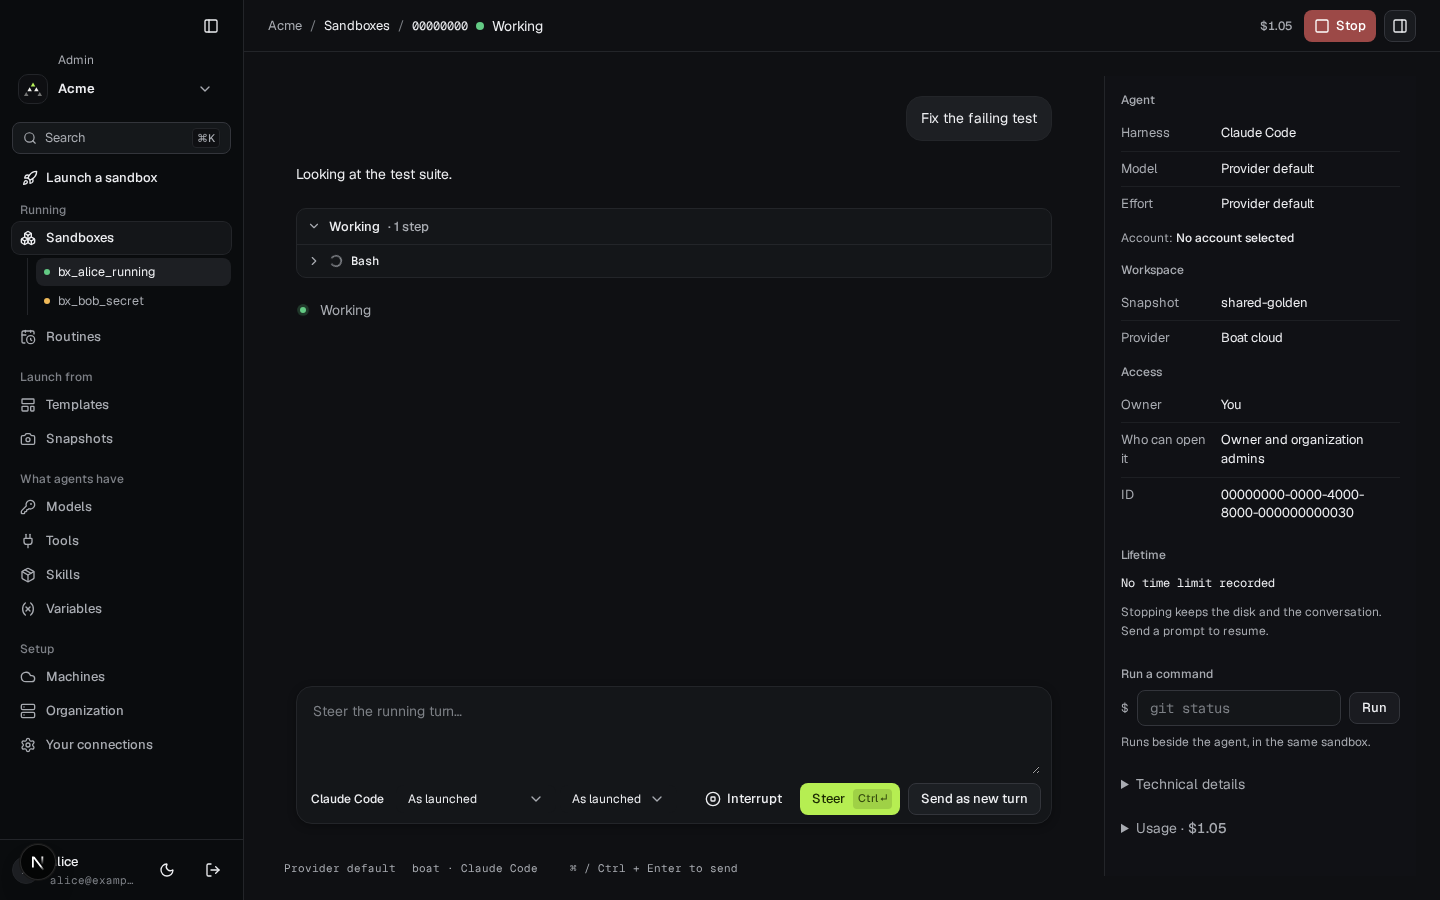 Admin
Acme
Search ⌘K
Launch a sandbox
Running
Sandboxes
bx_alice_running
bx_bob_secret
Routines
Launch from
Templates
Snapshots
What agents have
Models
Tools
Skills
Variables
Setup
Machines
Organization
Your connections
N
lice
alice@examp…
Acme / Sandboxes / 00000000 Working
$1.05 Stop
Fix the failing test
Looking at the test suite.
Working · 1 step
Bash
Working
Steer the running turn…
Claude Code As launched As launched Interrupt Steer Ctrl↵ Send as new turn
Provider default boat · Claude Code ⌘ / Ctrl + Enter to send
Agent
Harness Claude Code
Model Provider default
Effort Provider default
Account: No account selected
Workspace
Snapshot shared-golden
Provider Boat cloud
Access
Owner You
Who can open it Owner and organization admins
ID 00000000-0000-4000-8000-000000000030
Lifetime
No time limit recorded
Stopping keeps the disk and the conversation.
Send a prompt to resume.
Run a command
$ git status Run
Runs beside the agent, in the same sandbox.
Technical details
Usage · $1.05